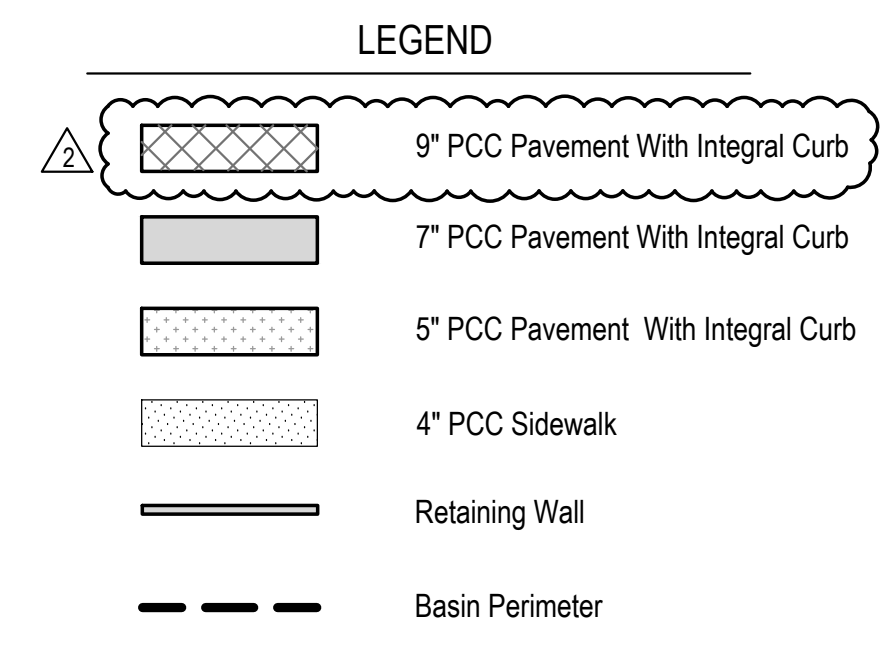 LEGEND
2
9" PCC Pavement With Integral Curb
7" PCC Pavement With Integral Curb
5" PCC Pavement  With Integral Curb
4" PCC Sidewalk
Retaining Wall
Basin Perimeter